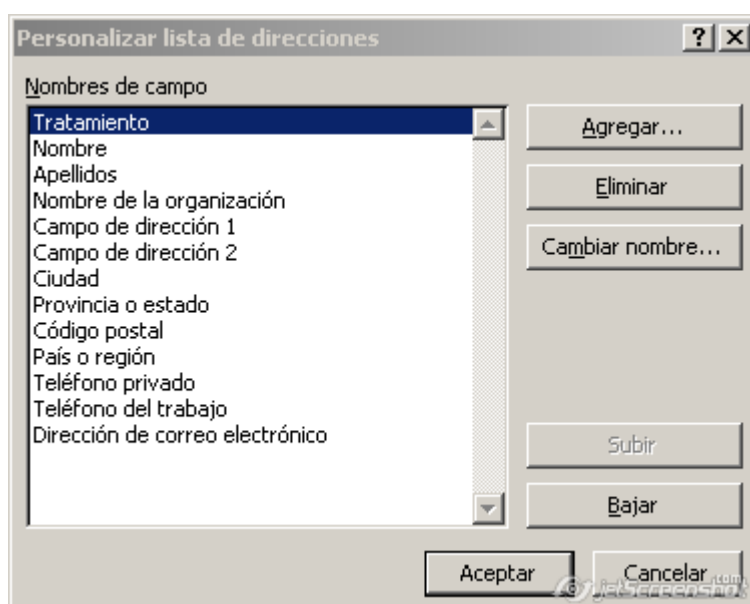 Personalizar lista de direcciones
Nombres de campo
Tratamiento
Nombre
Apellidos
Nombre de la organización
Campo de dirección 1
Campo de dirección 2
Ciudad
Provincia o estado
Código postal
País o región
Teléfono privado
Teléfono del trabajo
Dirección de correo electrónico
Agregar...
Eliminar
Cambiar nombre...
Subir
Bajar
Aceptar
Cancelar
jetScreenshot.com